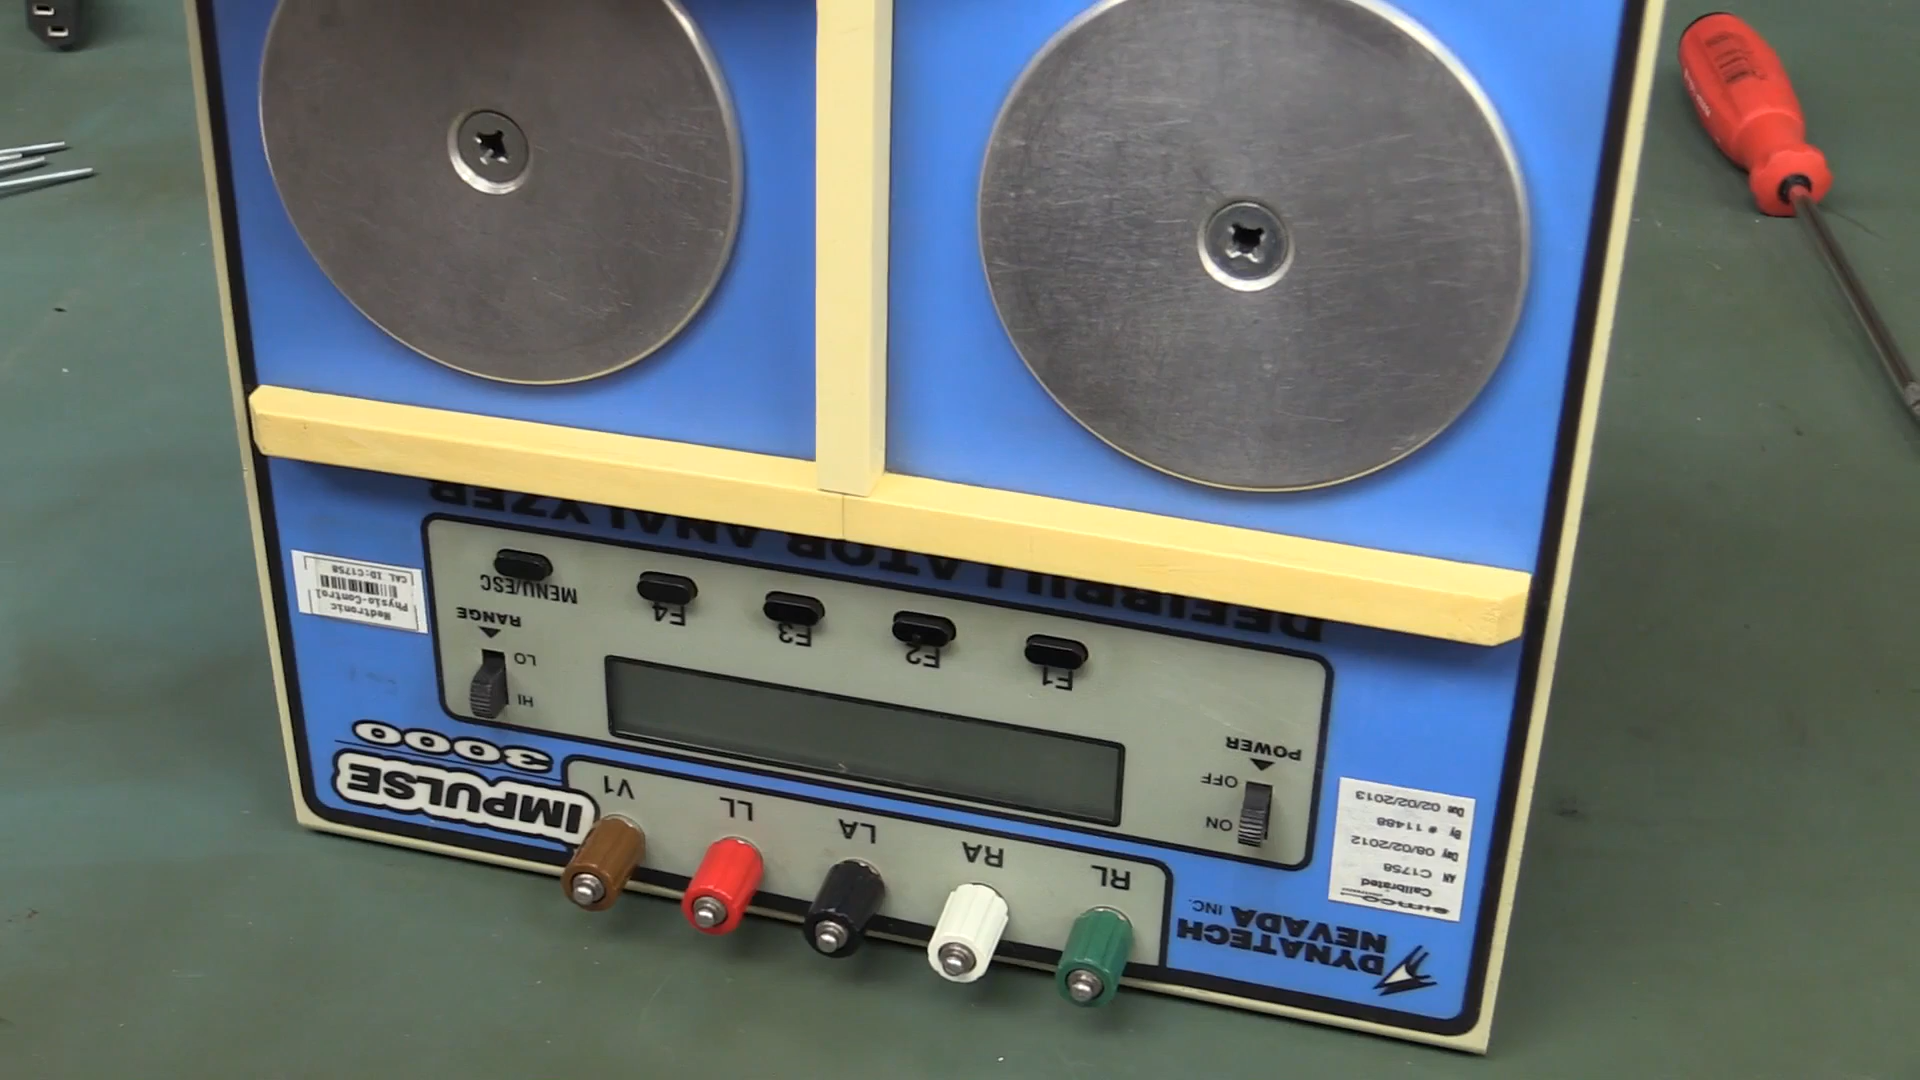 DEFIBRILLATOR ANALYZER
F1
F2
F3
F4
MENU/ESC
RANGE
LO
HI
POWER
OFF
ON
IMPULSE
3000
RL
RA
LA
LL
V1
DYNATECH
NEVADA INC.
simco
Calibrated
AN C1758
Day 08/02/2012
By # 11488
Due 02/02/2013
Medtronic
Physio-Control
CAL ID:C1758